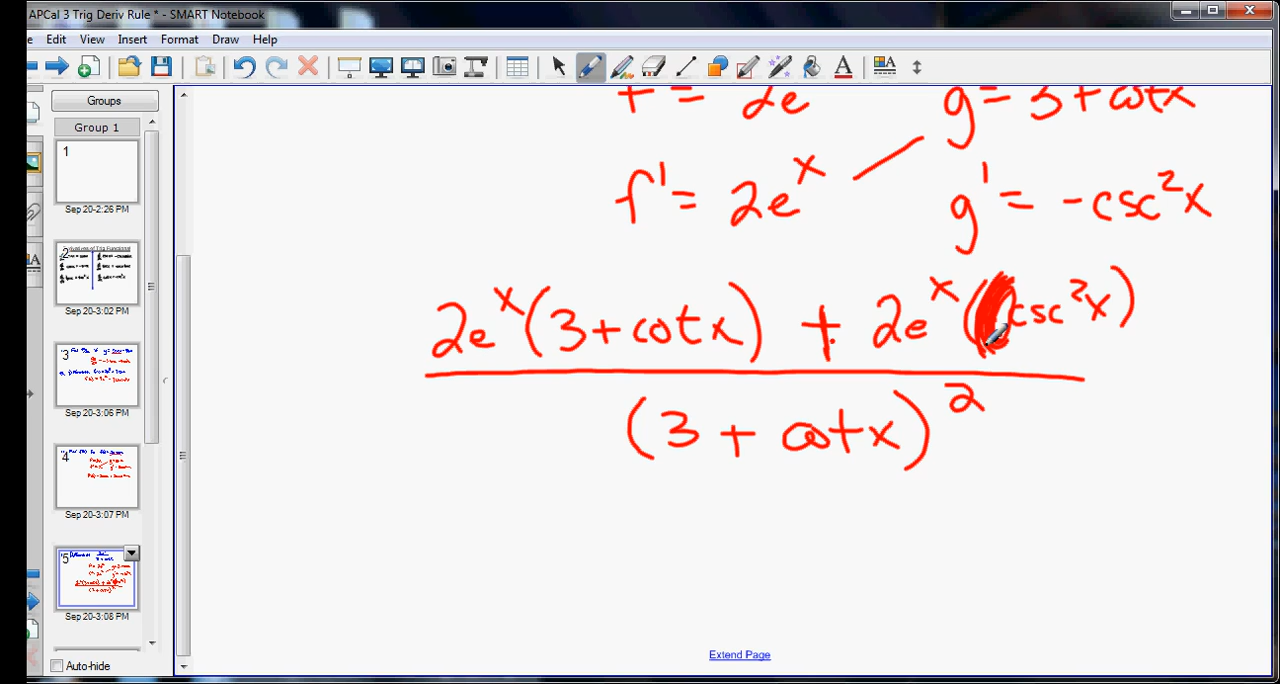 APCal 3 Trig Deriv Rule * - SMART Notebook
e Edit View Insert Format Draw Help
Groups
Group 1
1
Sep 20-2:26 PM
2
Sep 20-3:02 PM
3
Sep 20-3:06 PM
4
Sep 20-3:07 PM
5
Sep 20-3:08 PM
Auto-hide
f = 2e g = 3 + cot x
f' = 2e^x g' = -csc²x
2e^x(3 + cot x) + 2e^x(csc²x)
(3 + cot x)²
Extend Page